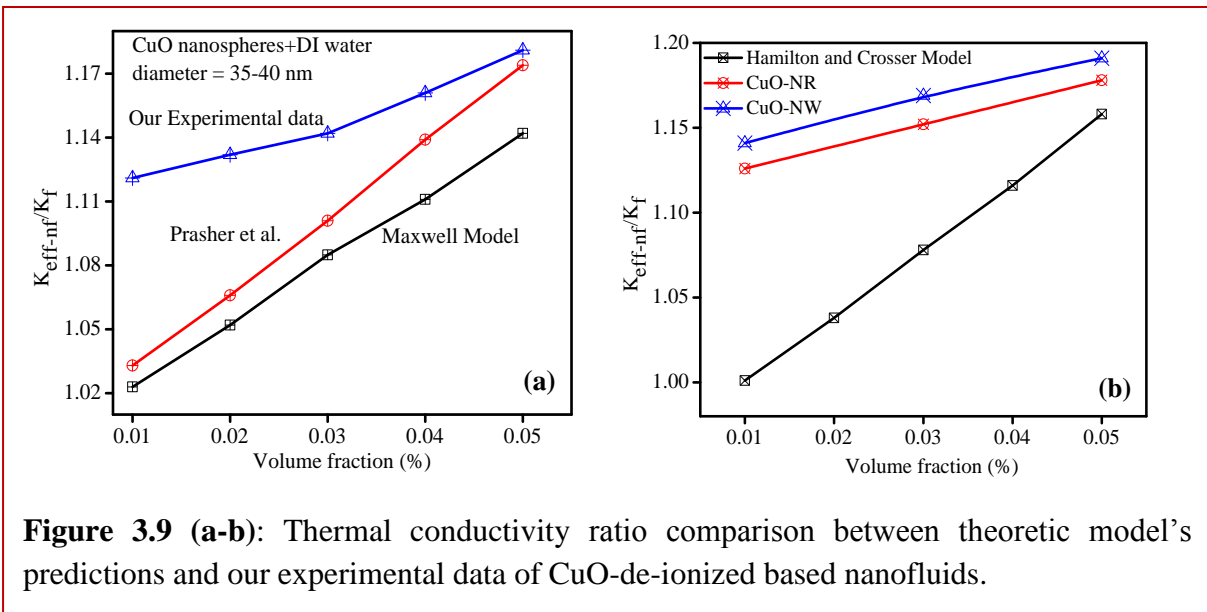 CuO nanospheres+DI water
diameter = 35-40 nm
Our Experimental data
Prasher et al.
Maxwell Model
(a)
1.17
1.14
1.11
1.08
1.05
1.02
K_eff-nf/K_f
0.01 0.02 0.03 0.04 0.05
Volume fraction (%)
Hamilton and Crosser Model
CuO-NR
CuO-NW
(b)
1.20
1.15
1.10
1.05
1.00
K_eff-nf/K_f
0.01 0.02 0.03 0.04 0.05
Volume fraction (%)
Figure 3.9 (a-b): Thermal conductivity ratio comparison between theoretic model’s
predictions and our experimental data of CuO-de-ionized based nanofluids.